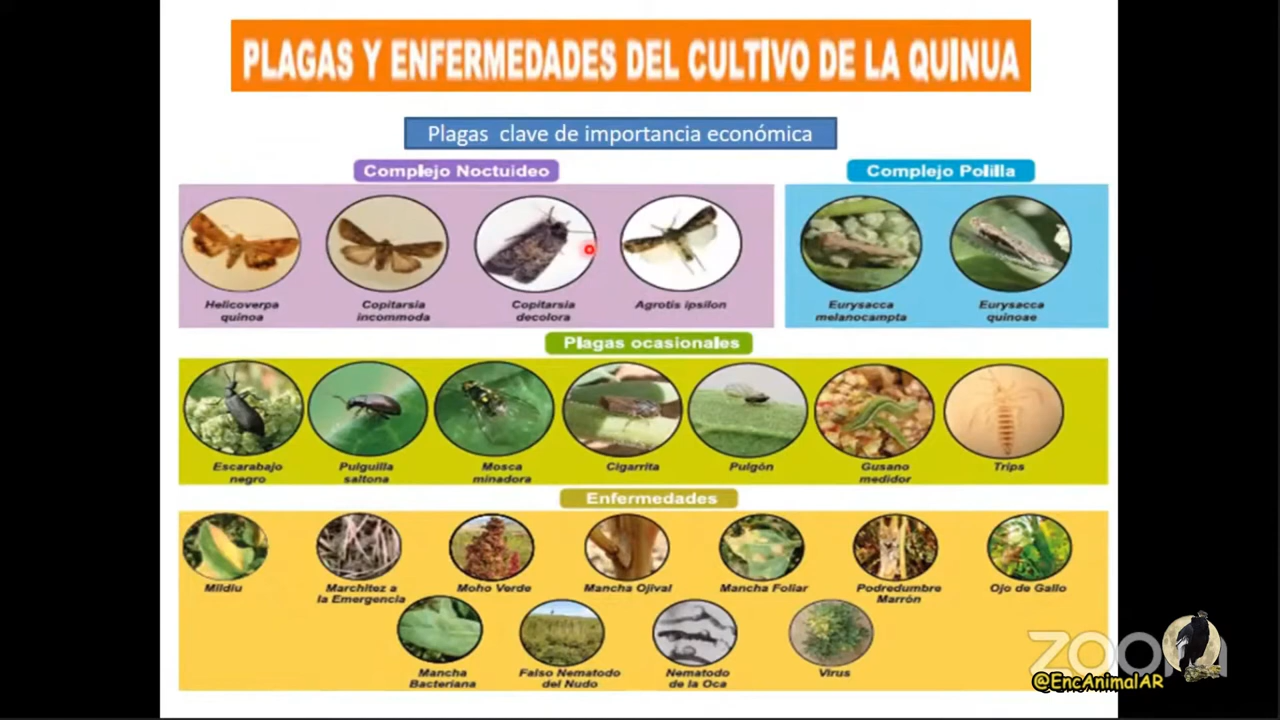 PLAGAS Y ENFERMEDADES DEL CULTIVO DE LA QUINUA
Plagas clave de importancia económica
Complejo Noctuideo
Complejo Polilla
Helicoverpa
quinoa
Copitarsia
incommoda
Copitarsia
decolora
Agrotis ipsilon
Eurysacca
melanocampta
Eurysacca
quinoae
Plagas ocasionales
Escarabajo
negro
Pulguilla
saltona
Mosca
minadora
Cigarrita
Pulgón
Gusano
medidor
Trips
Enfermedades
Mildiu
Marchitez a
la Emergencia
Moho Verde
Mancha Ojival
Mancha Foliar
Podredumbre
Marrón
Ojo de Gallo
Mancha
Bacteriana
Falso Nematodo
del Nudo
Nematodo
de la Oca
Virus
zoom
@EncAnimalAR